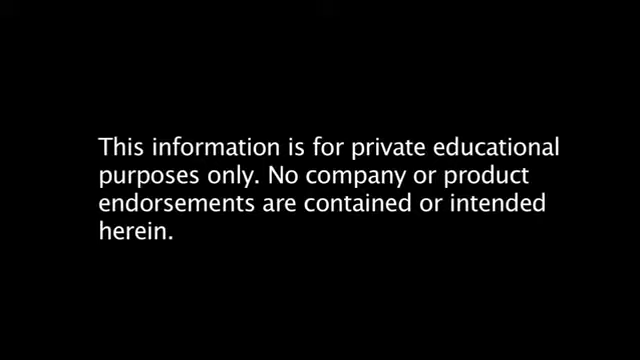 This information is for private educational
purposes only. No company or product
endorsements are contained or intended
herein.